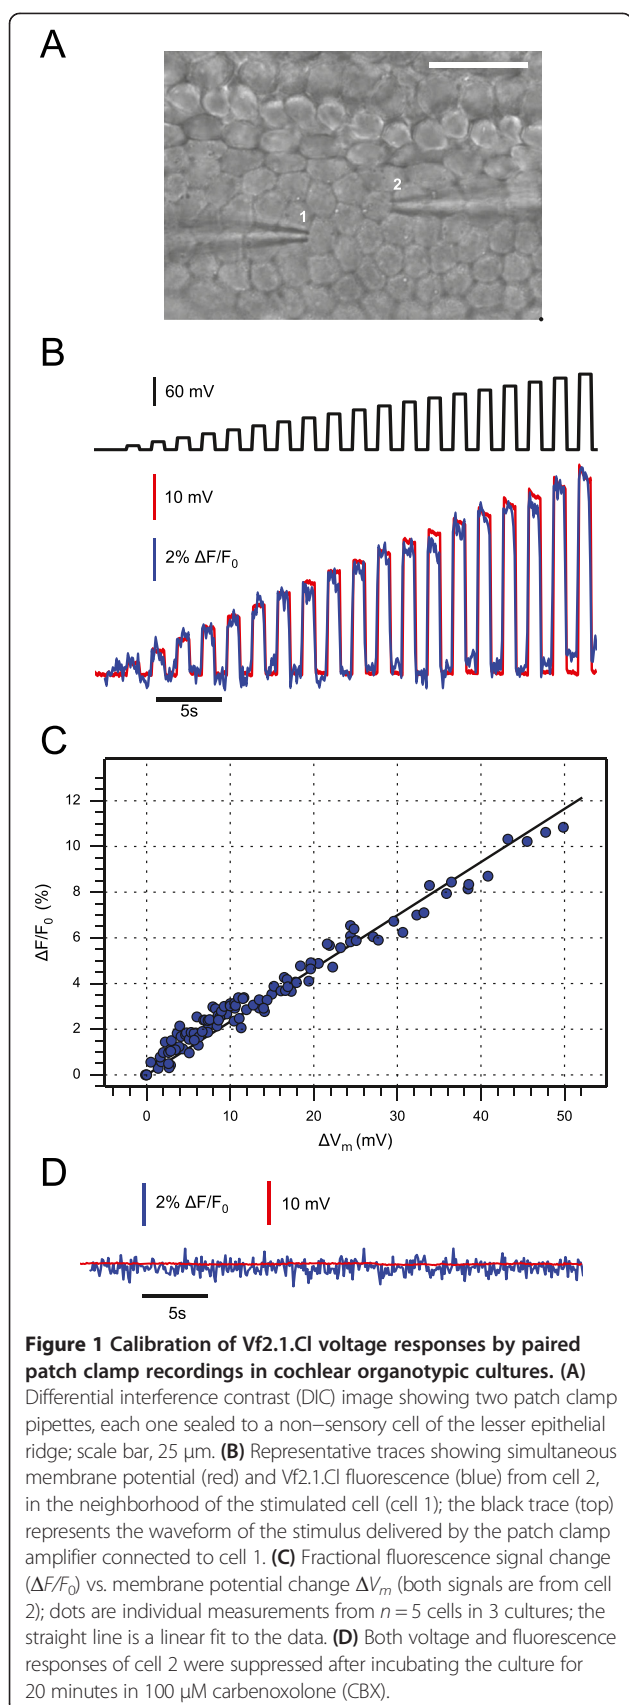 A
2
1
B
60 mV
10 mV
2% ΔF/F0
5s
C
12
10
8
6
4
2
0
ΔF/F0 (%)
0 10 20 30 40 50
ΔVm (mV)
D
2% ΔF/F0 10 mV
5s
Figure 1 Calibration of Vf2.1.Cl voltage responses by paired
patch clamp recordings in cochlear organotypic cultures. (A)
Differential interference contrast (DIC) image showing two patch clamp
pipettes, each one sealed to a non−sensory cell of the lesser epithelial
ridge; scale bar, 25 μm. (B) Representative traces showing simultaneous
membrane potential (red) and Vf2.1.Cl fluorescence (blue) from cell 2,
in the neighborhood of the stimulated cell (cell 1); the black trace (top)
represents the waveform of the stimulus delivered by the patch clamp
amplifier connected to cell 1. (C) Fractional fluorescence signal change
(ΔF/F0) vs. membrane potential change ΔVm (both signals are from cell
2); dots are individual measurements from n = 5 cells in 3 cultures; the
straight line is a linear fit to the data. (D) Both voltage and fluorescence
responses of cell 2 were suppressed after incubating the culture for
20 minutes in 100 μM carbenoxolone (CBX).